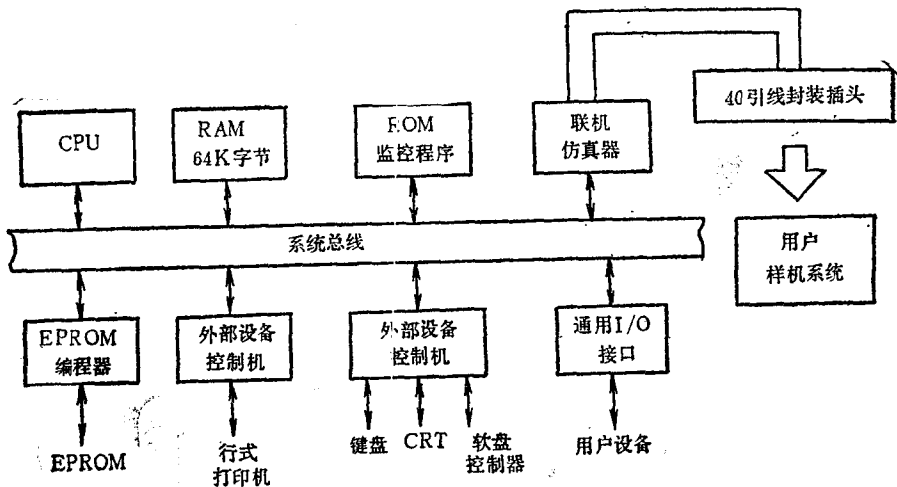 40引线封装插头
CPU
RAM
64K字节
ROM
监控程序
联机
仿真器
系统总线
用户
样机系统
EPROM
编程器
外部设备
控制机
外部设备
控制机
通用I/O
接口
EPROM
行式
打印机
键盘
CRT
软盘
控制器
用户设备